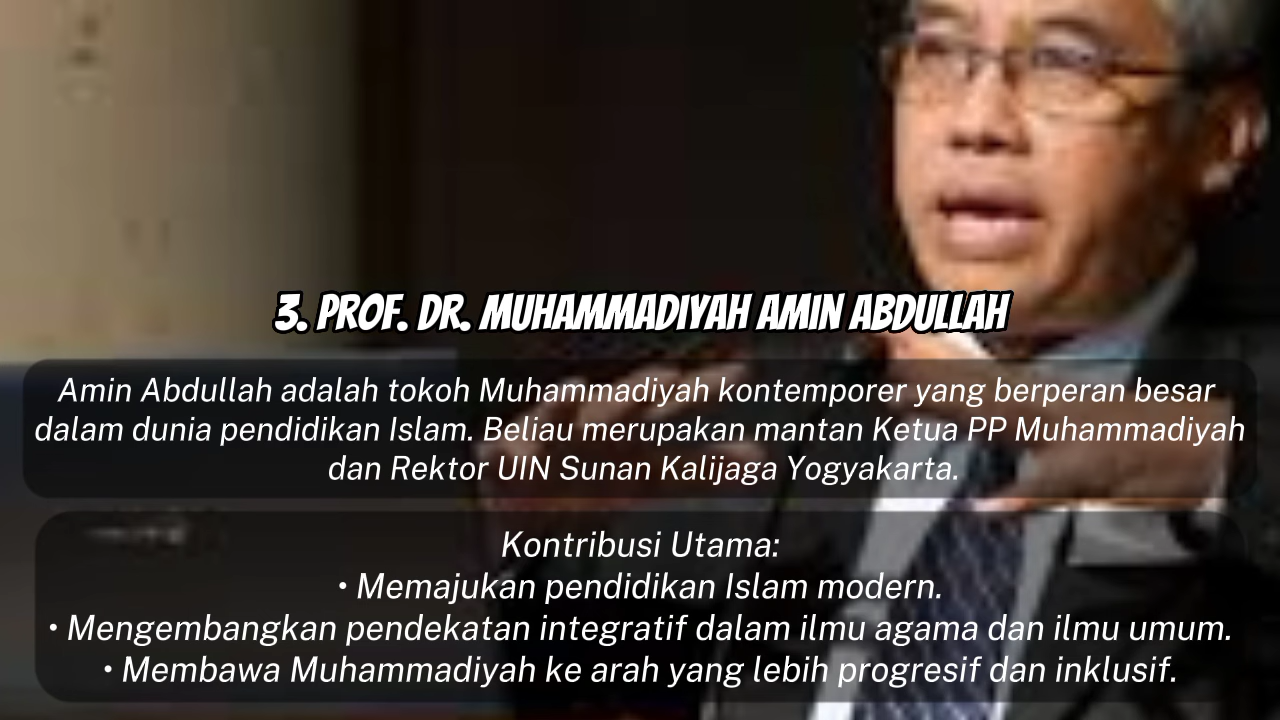 3. PROF. DR. MUHAMMADIYAH AMIN ABDULLAH
Amin Abdullah adalah tokoh Muhammadiyah kontemporer yang berperan besar
dalam dunia pendidikan Islam. Beliau merupakan mantan Ketua PP Muhammadiyah
dan Rektor UIN Sunan Kalijaga Yogyakarta.
Kontribusi Utama:
• Memajukan pendidikan Islam modern.
• Mengembangkan pendekatan integratif dalam ilmu agama dan ilmu umum.
• Membawa Muhammadiyah ke arah yang lebih progresif dan inklusif.